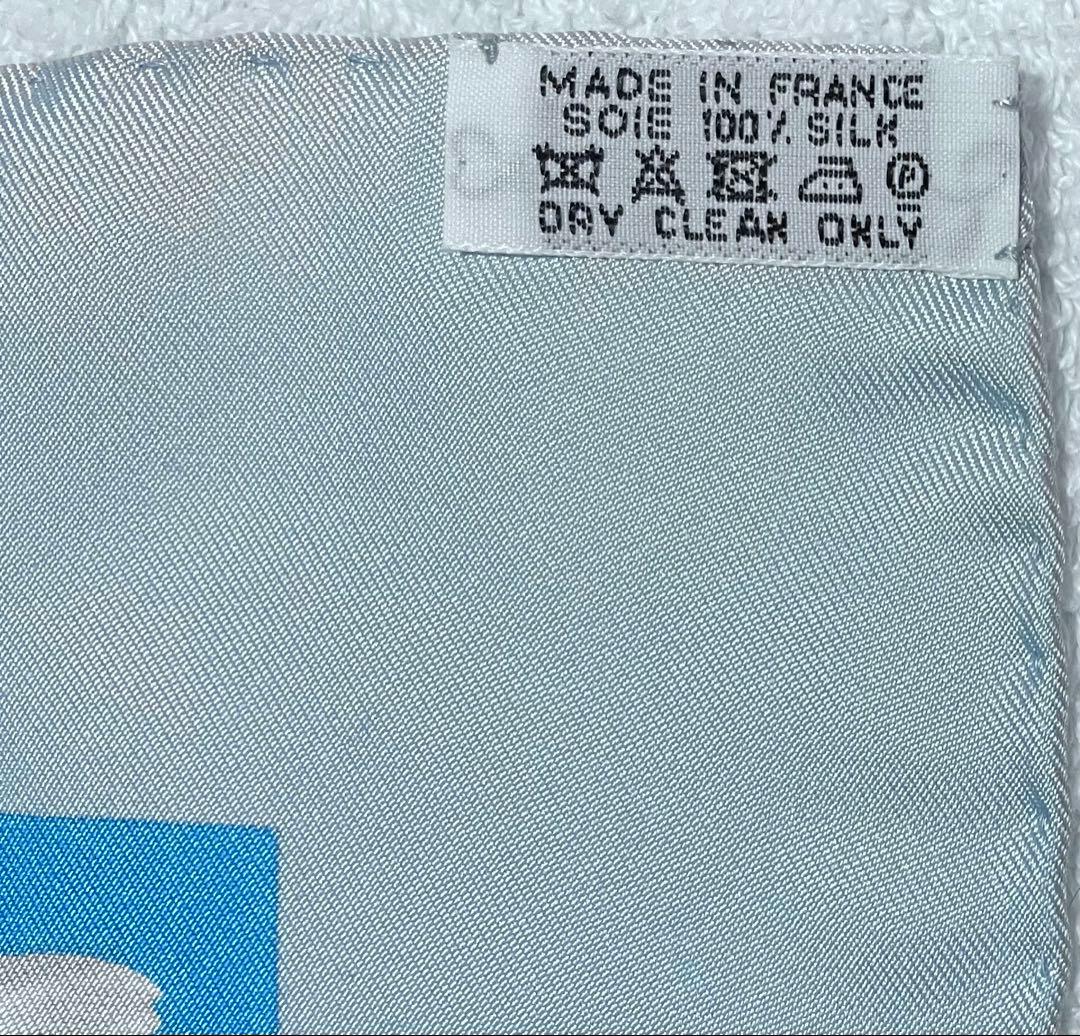 MADE IN FRANCE
SOIE 100% SILK
P
DRY CLEAN ONLY